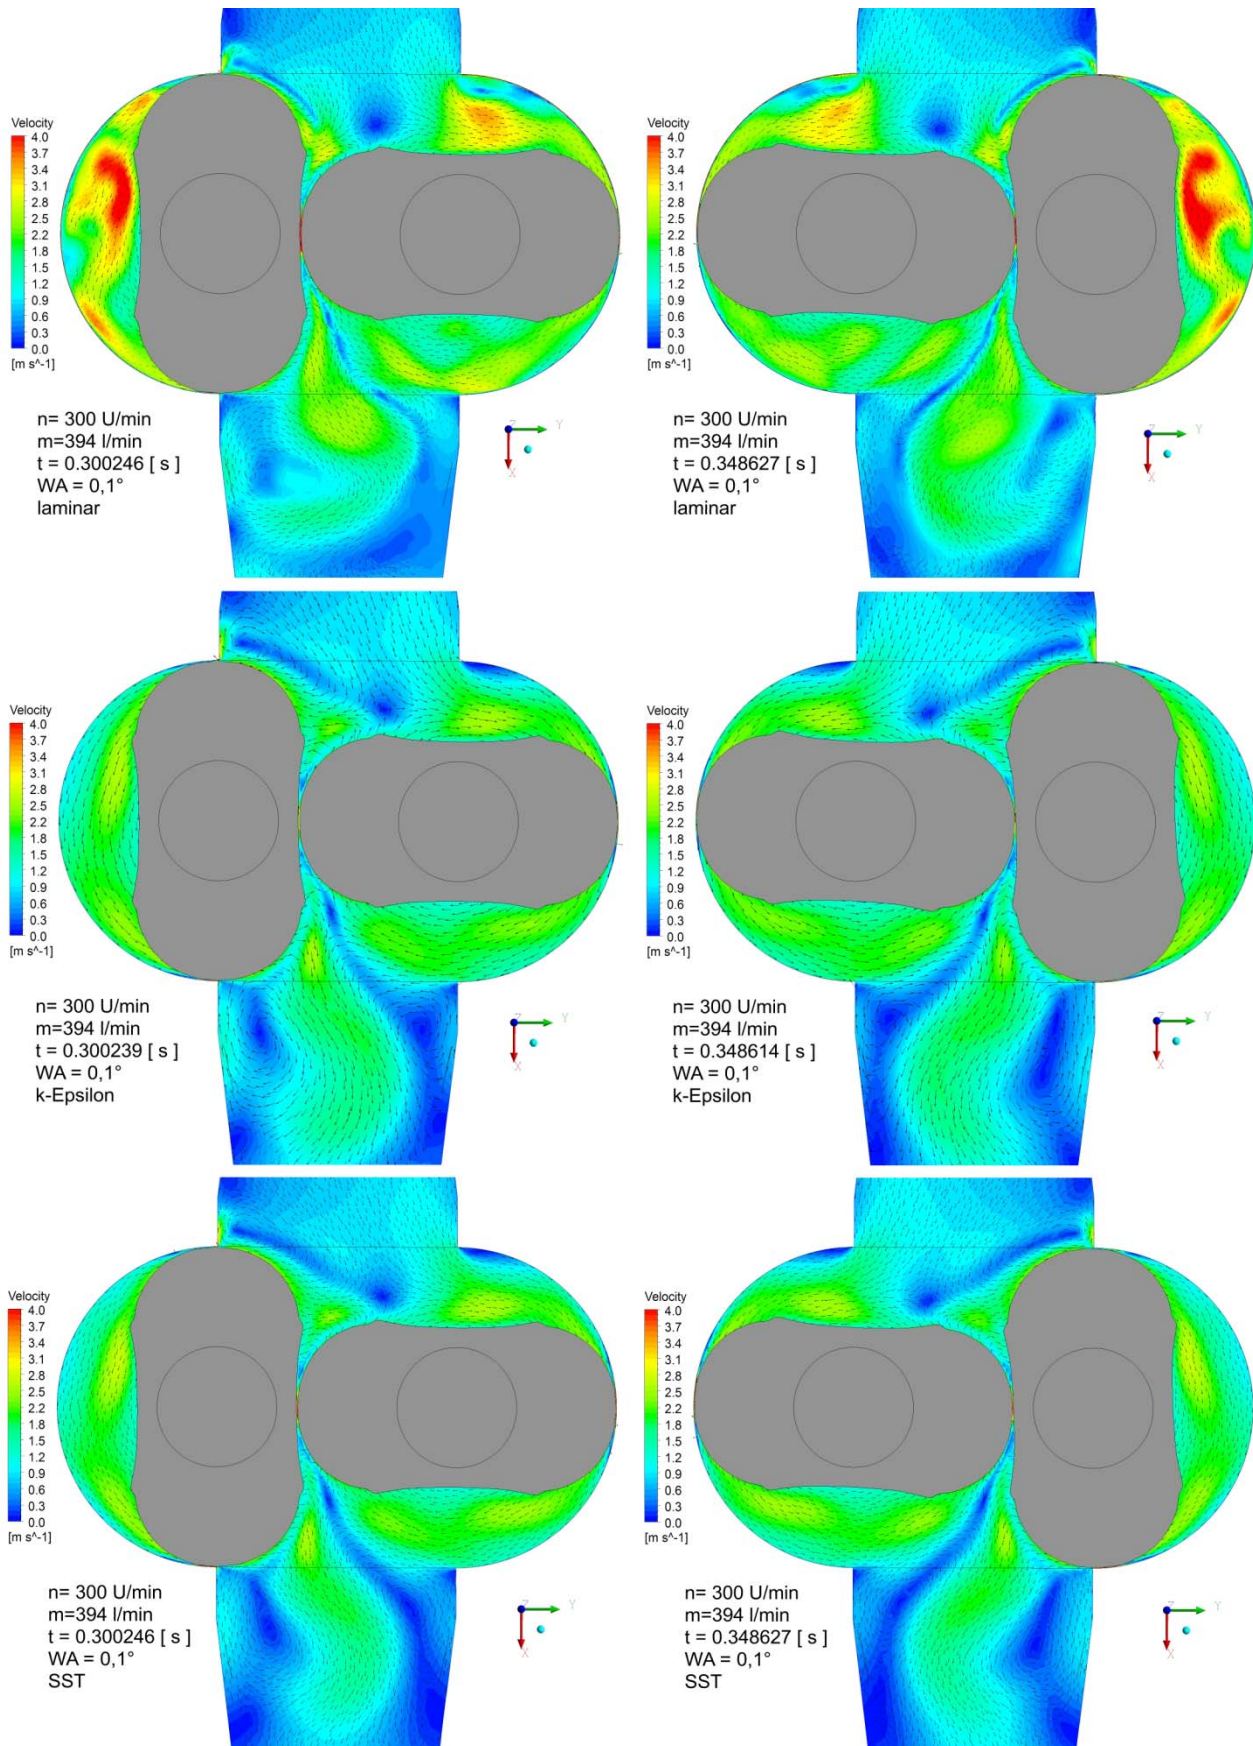 Velocity
4.0
3.7
3.4
3.1
2.8
2.5
2.2
1.8
1.5
1.2
0.9
0.6
0.3
0.0
[m s^-1]
n= 300 U/min
m=394 l/min
t = 0.300246 [ s ]
WA = 0,1°
laminar
Z
Y
X
Velocity
4.0
3.7
3.4
3.1
2.8
2.5
2.2
1.8
1.5
1.2
0.9
0.6
0.3
0.0
[m s^-1]
n= 300 U/min
m=394 l/min
t = 0.348627 [ s ]
WA = 0,1°
laminar
Z
Y
X
Velocity
4.0
3.7
3.4
3.1
2.8
2.5
2.2
1.8
1.5
1.2
0.9
0.6
0.3
0.0
[m s^-1]
n= 300 U/min
m=394 l/min
t = 0.300239 [ s ]
WA = 0,1°
k-Epsilon
Z
Y
X
Velocity
4.0
3.7
3.4
3.1
2.8
2.5
2.2
1.8
1.5
1.2
0.9
0.6
0.3
0.0
[m s^-1]
n= 300 U/min
m=394 l/min
t = 0.348614 [ s ]
WA = 0,1°
k-Epsilon
Z
Y
X
Velocity
4.0
3.7
3.4
3.1
2.8
2.5
2.2
1.8
1.5
1.2
0.9
0.6
0.3
0.0
[m s^-1]
n= 300 U/min
m=394 l/min
t = 0.300246 [ s ]
WA = 0,1°
SST
Z
Y
X
Velocity
4.0
3.7
3.4
3.1
2.8
2.5
2.2
1.8
1.5
1.2
0.9
0.6
0.3
0.0
[m s^-1]
n= 300 U/min
m=394 l/min
t = 0.348627 [ s ]
WA = 0,1°
SST
Z
Y
X